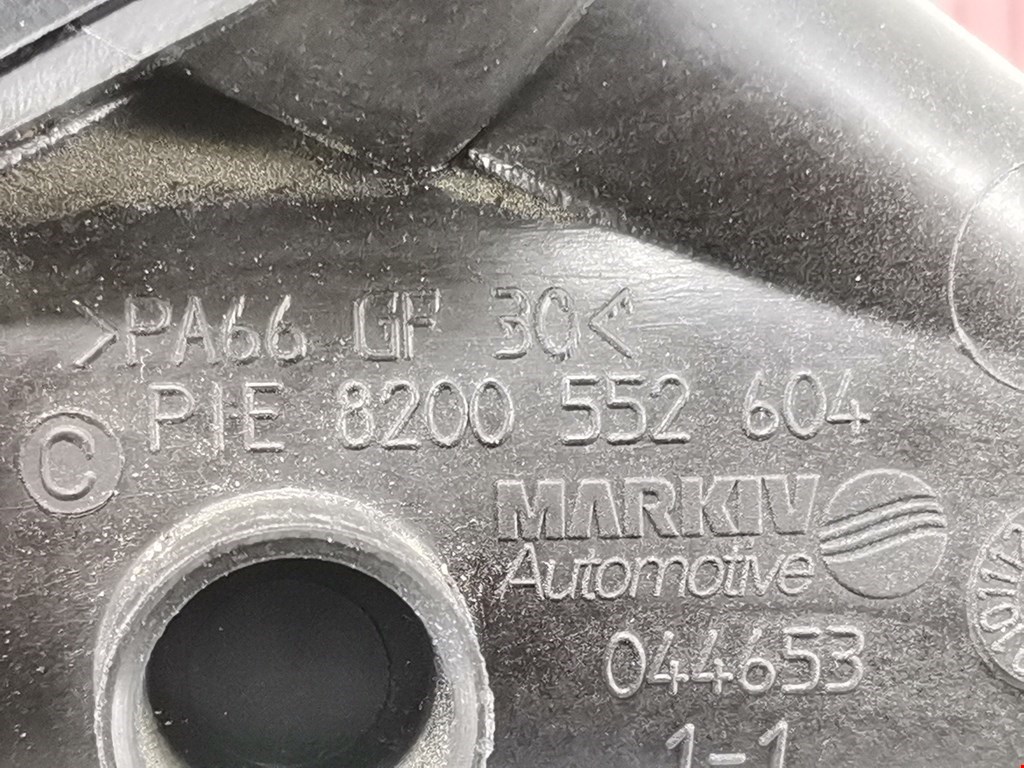 >PA66 GF 30<
PIE 8200 552 604
C
MARKIV
Automotive
044653
1-1